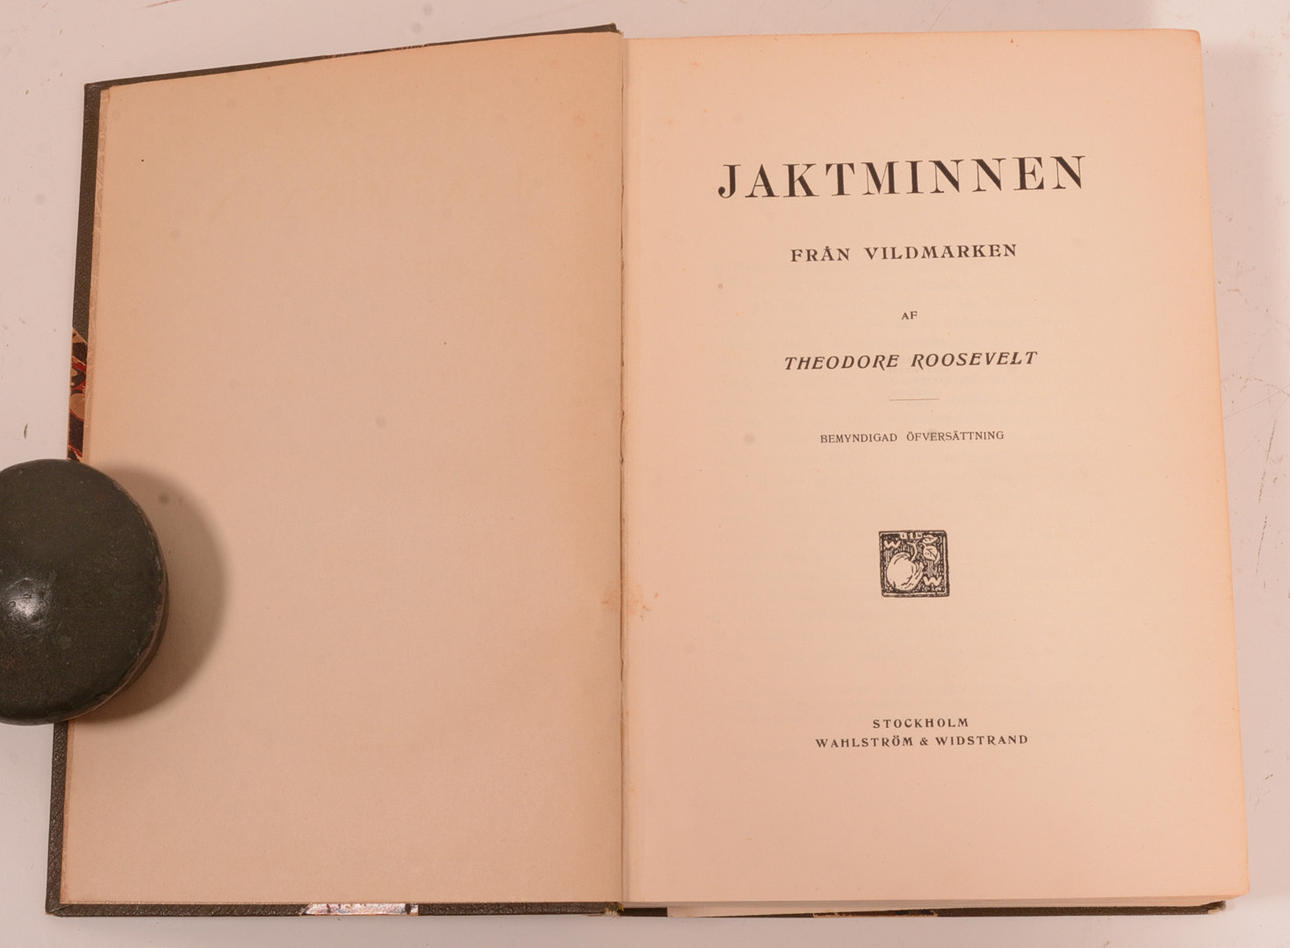 JAKTMINNEN
FRÅN VILDMARKEN
AF
THEODORE ROOSEVELT
BEMYNDIGAD ÖFVERSÄTTNING
W
W
STOCKHOLM
WAHLSTRÖM & WIDSTRAND